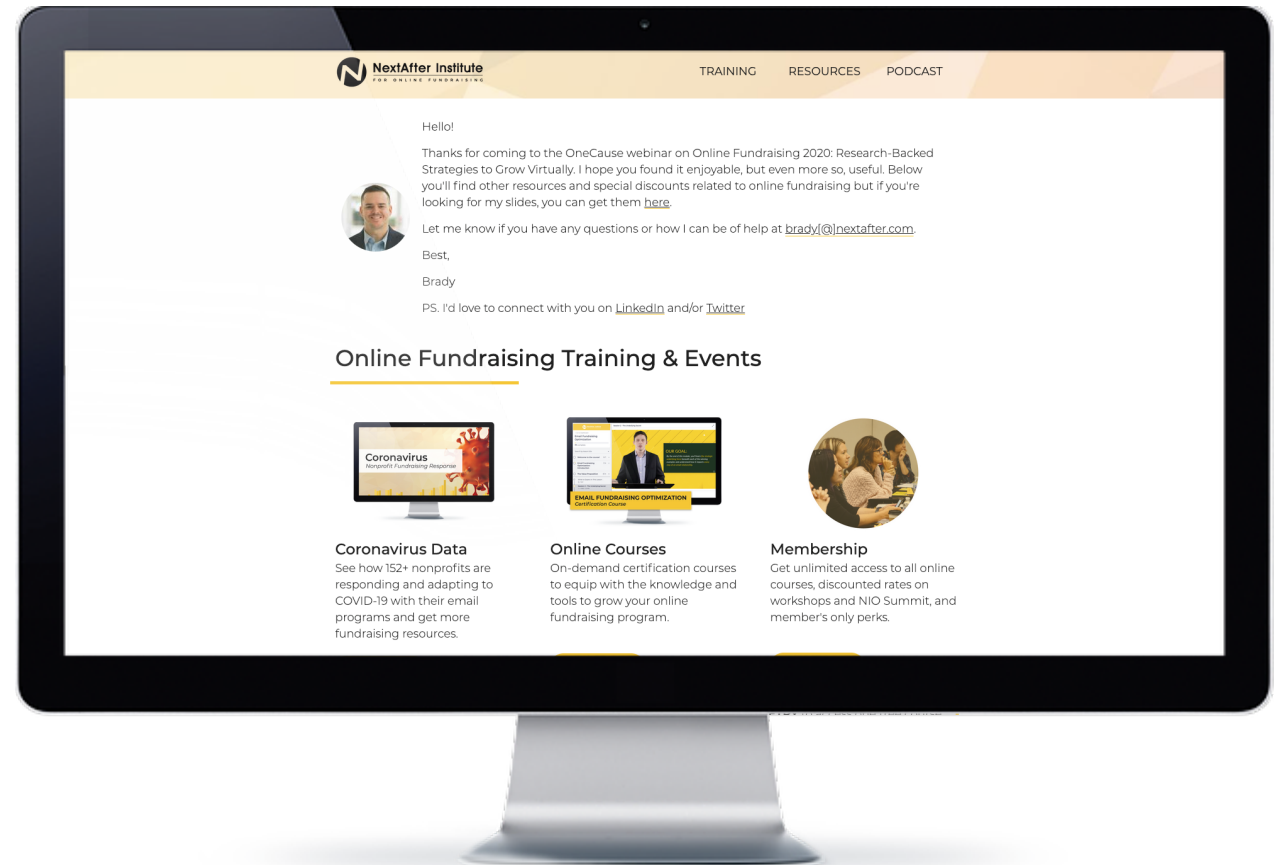 NextAfter Institute
FOR ONLINE FUNDRAISING
TRAINING RESOURCES PODCAST
Hello!
Thanks for coming to the OneCause webinar on Online Fundraising 2020: Research-Backed
Strategies to Grow Virtually. I hope you found it enjoyable, but even more so, useful. Below
you'll find other resources and special discounts related to online fundraising but if you're
looking for my slides, you can get them here.
Let me know if you have any questions or how I can be of help at brady[@]nextafter.com.
Best,
Brady
PS. I'd love to connect with you on LinkedIn and/or Twitter
Online Fundraising Training & Events
Coronavirus
Nonprofit Fundraising Response
OUR GOAL:
EMAIL FUNDRAISING OPTIMIZATION
Certification Course
Coronavirus Data
See how 152+ nonprofits are
responding and adapting to
COVID-19 with their email
programs and get more
fundraising resources.
Online Courses
On-demand certification courses
to equip with the knowledge and
tools to grow your online
fundraising program.
Membership
Get unlimited access to all online
courses, discounted rates on
workshops and NIO Summit, and
member's only perks.